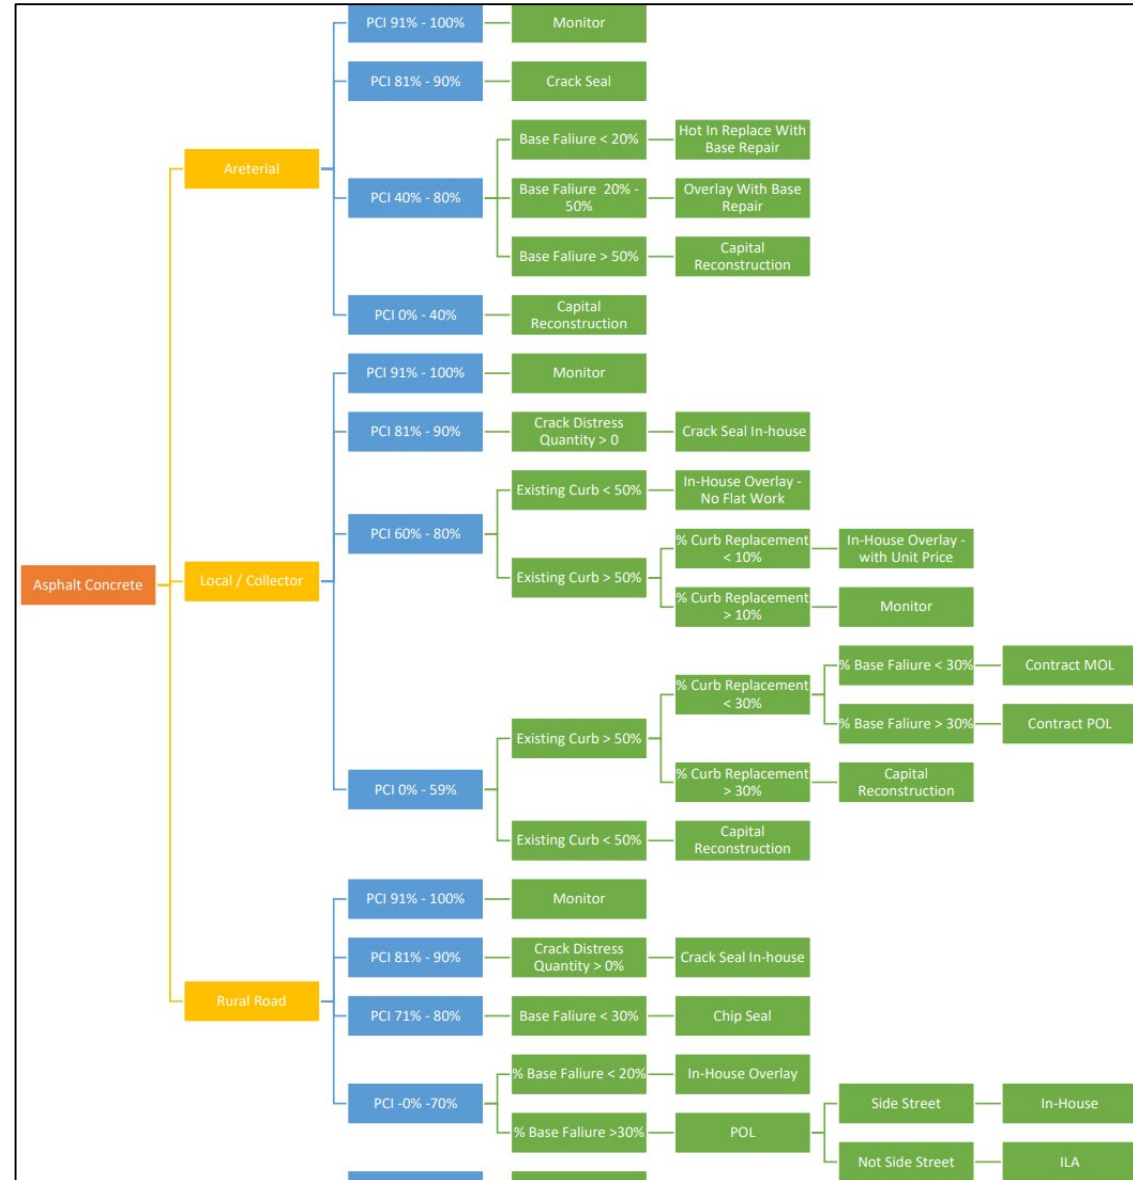 PCI 91% - 100%
Monitor
PCI 81% - 90%
Crack Seal
Base Faliure < 20%
Hot In Replace With
Base Repair
Areterial
PCI 40% - 80%
Base Faliure  20% -
50%
Overlay With Base
Repair
Base Faliure > 50%
Capital
Reconstruction
PCI 0% - 40%
Capital
Reconstruction
PCI 91% - 100%
Monitor
PCI 81% - 90%
Crack Distress
Quantity > 0
Crack Seal In-house
Existing Curb < 50%
In-House Overlay -
No Flat Work
PCI 60% - 80%
% Curb Replacement
< 10%
In-House Overlay -
with Unit Price
Asphalt Concrete
Local / Collector
Existing Curb > 50%
% Curb Replacement
> 10%
Monitor
% Base Faliure < 30%
Contract MOL
% Curb Replacement
< 30%
% Base Faliure > 30%
Contract POL
Existing Curb > 50%
PCI 0% - 59%
% Curb Replacement
> 30%
Capital
Reconstruction
Existing Curb < 50%
Capital
Reconstruction
PCI 91% - 100%
Monitor
PCI 81% - 90%
Crack Distress
Quantity > 0%
Crack Seal In-house
Rural Road
PCI 71% - 80%
Base Faliure < 30%
Chip Seal
% Base Faliure < 20%
In-House Overlay
PCI -0% -70%
Side Street
In-House
% Base Faliure >30%
POL
Not Side Street
ILA